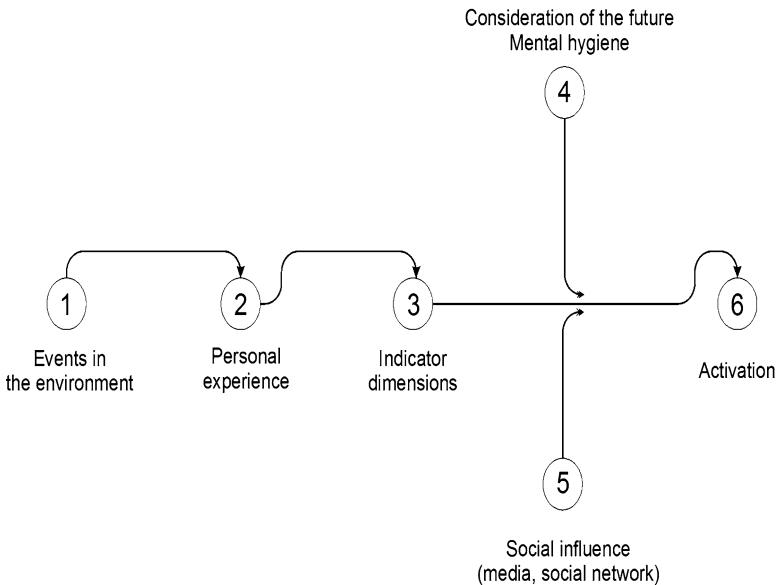 Consideration of the future
Mental hygiene
4
1
2
3
6
Events in
the environment
Personal
experience
Indicator
dimensions
Activation
5
Social influence
(media, social network)